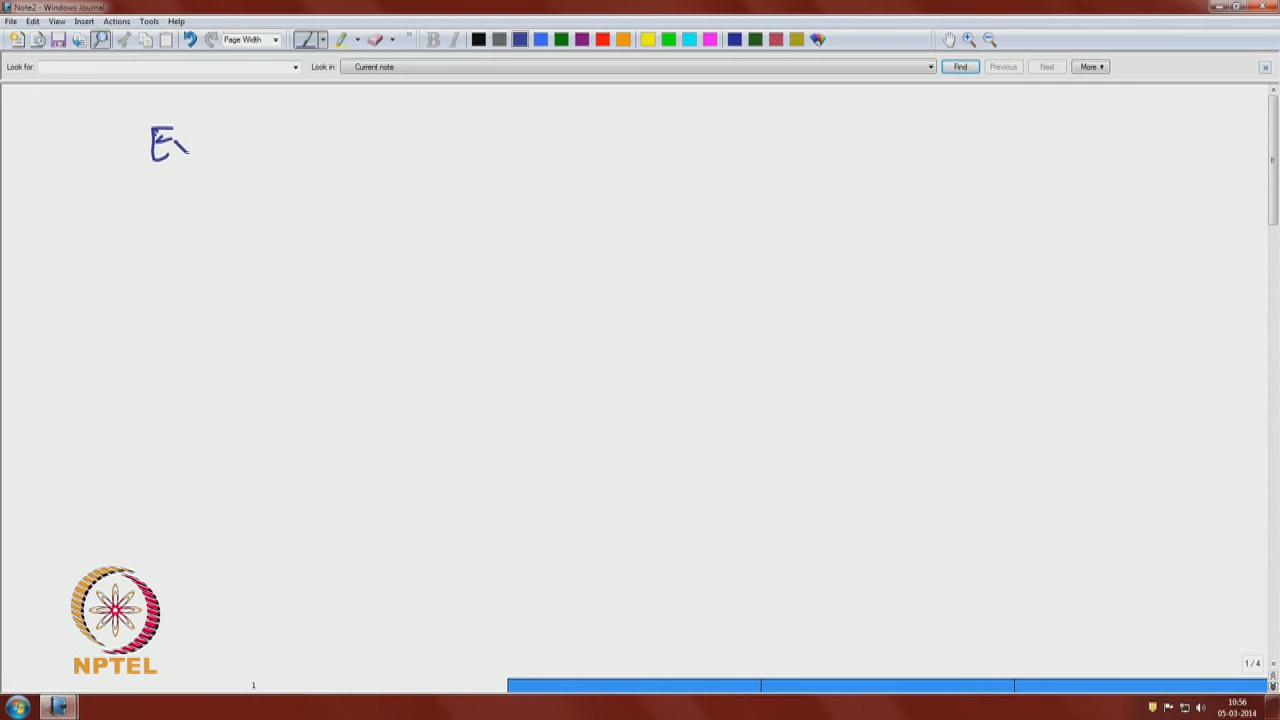 Note2 - Windows Journal
File Edit View Insert Actions Tools Help
Page Width B I
Look for: Look in: Current note Find Previous Next More
E
NPTEL
1 / 4
1
10:56
05-03-2014